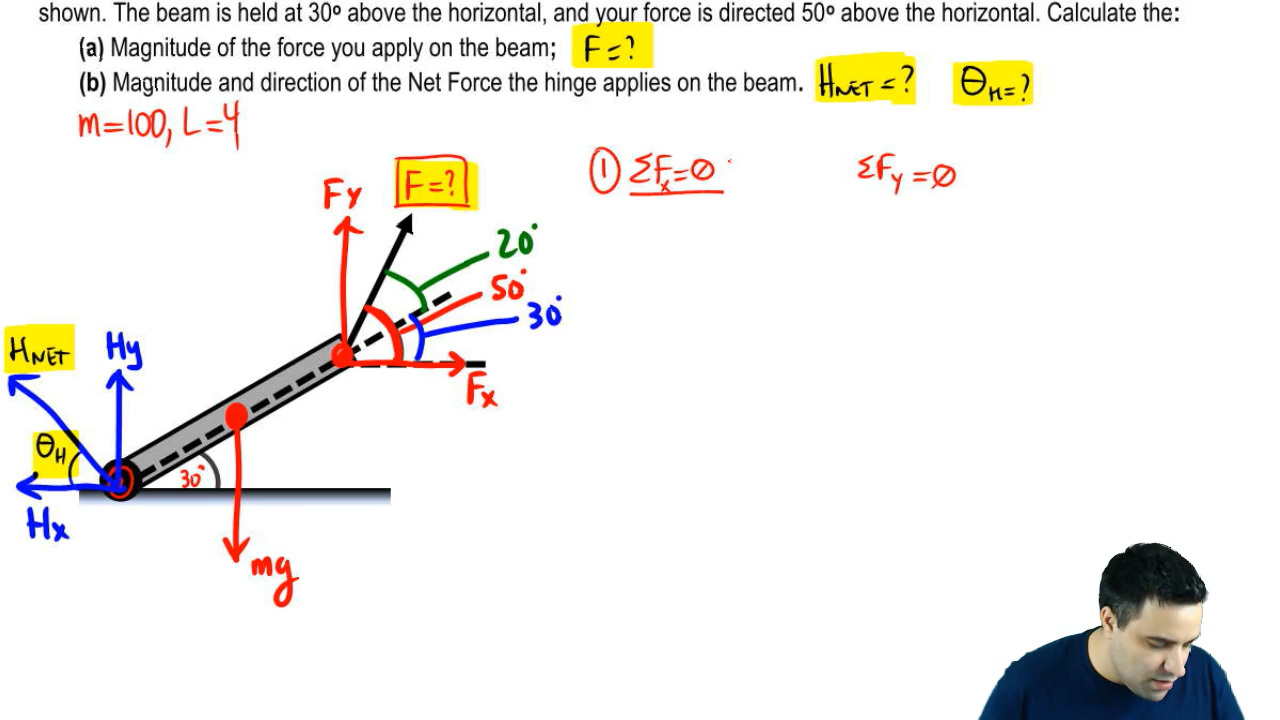 shown. The beam is held at 30º above the horizontal, and your force is directed 50º above the horizontal. Calculate the:
(a) Magnitude of the force you apply on the beam; F=?
(b) Magnitude and direction of the Net Force the hinge applies on the beam. HNET=? θH=?
m=100, L=4
① ΣFx=∅ ΣFy=∅
Fy F=?
20°
50°
30°
HNET Hy
Fx
θH
30°
Hx
mg